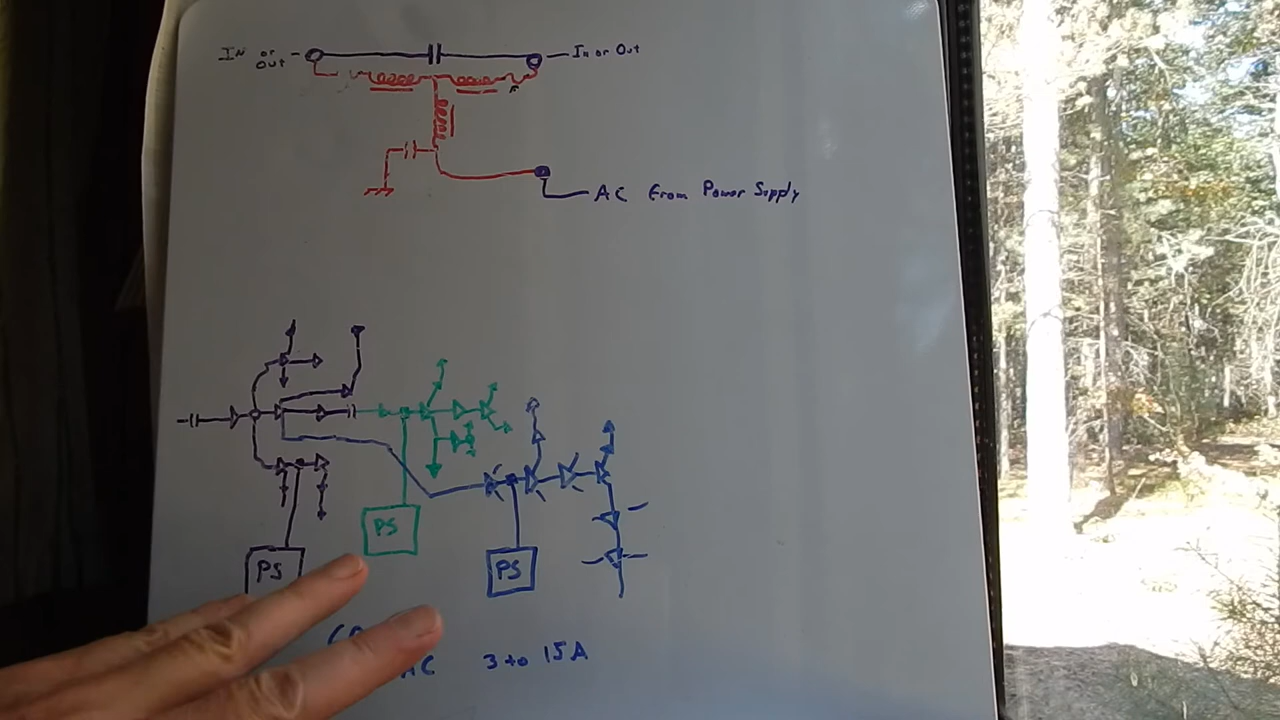 IN or out
In or Out
AC From Power Supply
PS
PS
PS
AC 3 to 15A